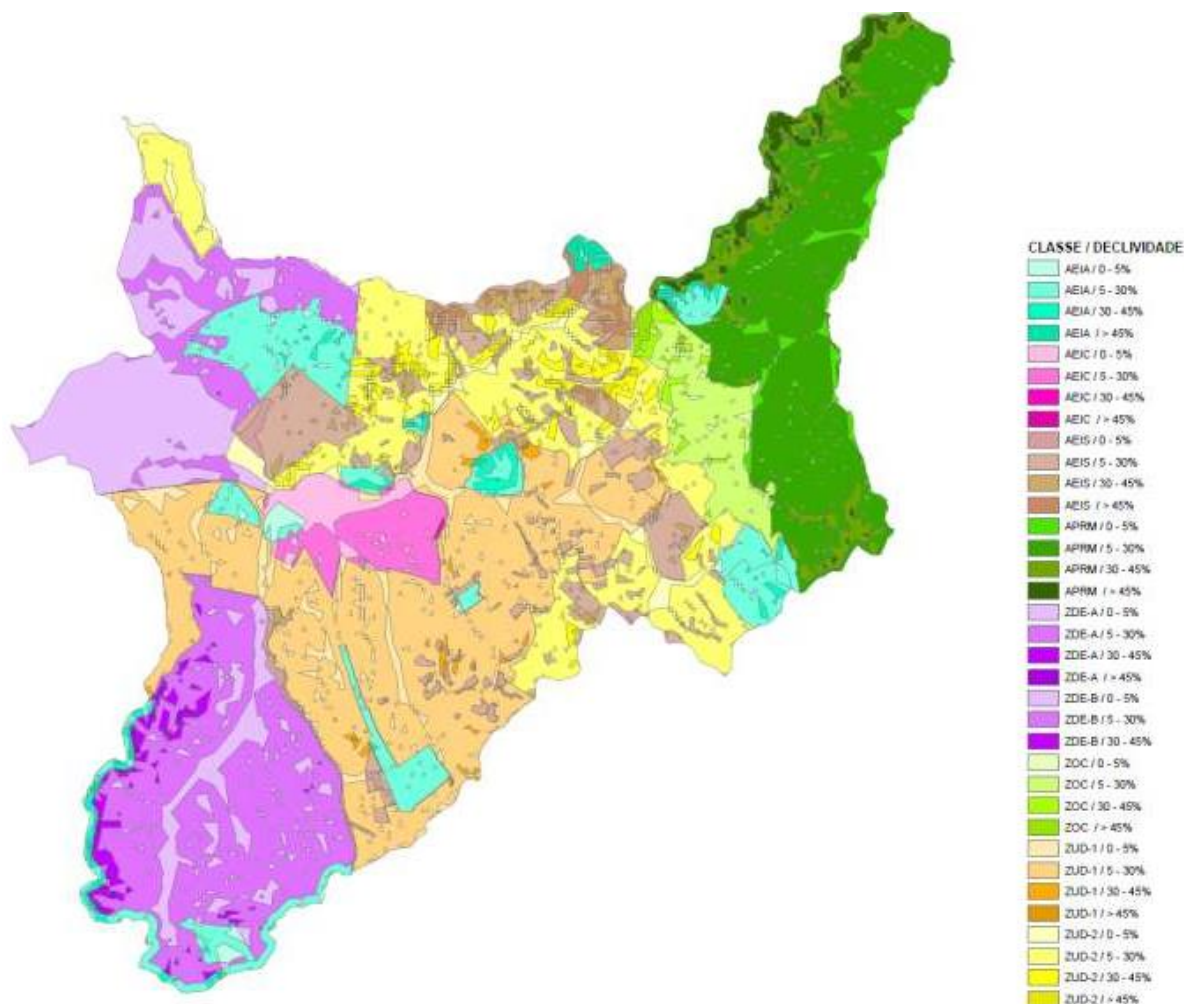 CLASSE / DECLIVIDADE
AEIA / 0 - 5%
AEIA / 5 - 30%
AEIA / 30 - 45%
AEIA / > 45%
AEIC / 0 - 5%
AEIC / 5 - 30%
AEIC / 30 - 45%
AEIC / > 45%
AEIS / 0 - 5%
AEIS / 5 - 30%
AEIS / 30 - 45%
AEIS / > 45%
APRM / 0 - 5%
APRM / 5 - 30%
APRM / 30 - 45%
APRM / > 45%
ZDE-A / 0 - 5%
ZDE-A / 5 - 30%
ZDE-A / 30 - 45%
ZDE-A / > 45%
ZDE-B / 0 - 5%
ZDE-B / 5 - 30%
ZDE-B / 30 - 45%
ZOC / 0 - 5%
ZOC / 5 - 30%
ZOC / 30 - 45%
ZOC / > 45%
ZUD-1 / 0 - 5%
ZUD-1 / 5 - 30%
ZUD-1 / 30 - 45%
ZUD-1 / > 45%
ZUD-2 / 0 - 5%
ZUD-2 / 5 - 30%
ZUD-2 / 30 - 45%
ZUD-2 / > 45%